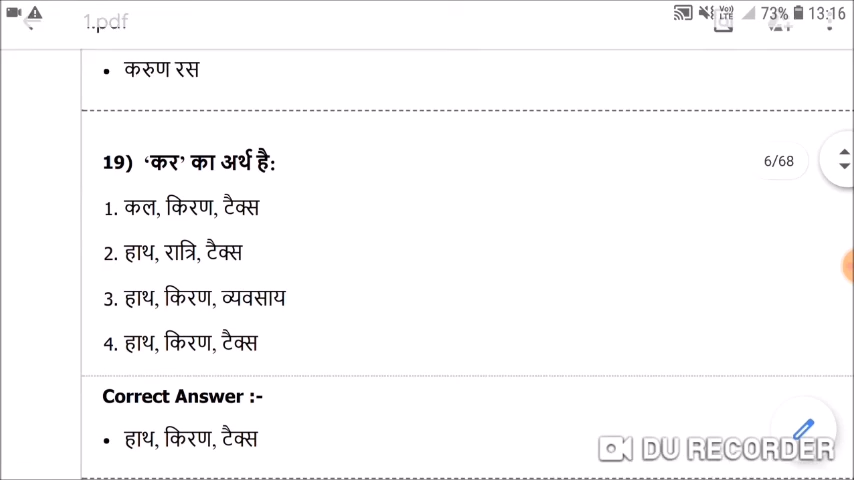 1.pdf
73% 13:16
करुण रस
19) ‘कर’ का अर्थ है:
6/68
1. कल, किरण, टैक्स
2. हाथ, रात्रि, टैक्स
3. हाथ, किरण, व्यवसाय
4. हाथ, किरण, टैक्स
Correct Answer :-
हाथ, किरण, टैक्स
DU RECORDER